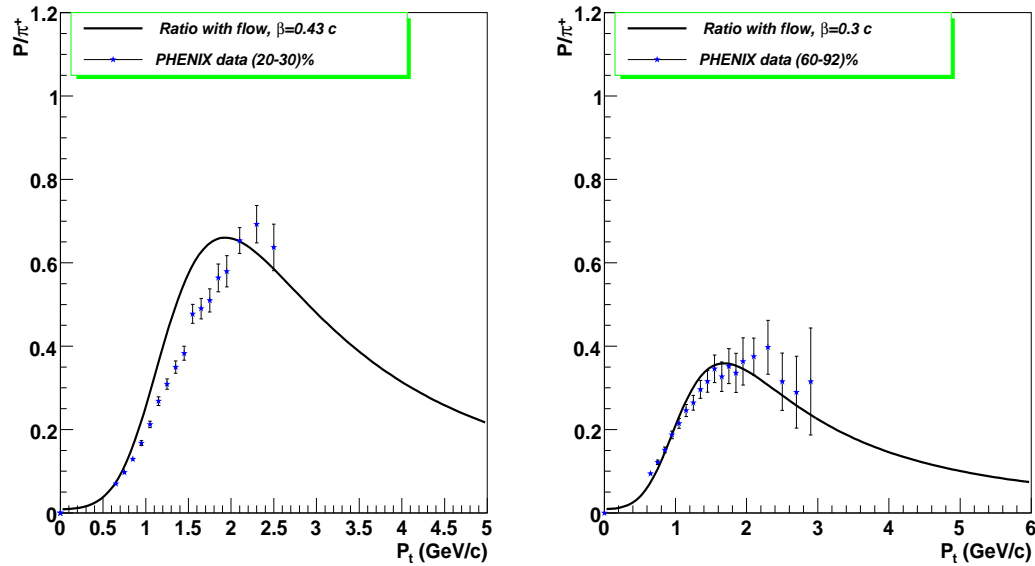 P/π⁺
1.2
1
0.8
0.6
0.4
0.2
0
Ratio with flow, β=0.43 c
PHENIX data (20-30)%
0 0.5 1 1.5 2 2.5 3 3.5 4 4.5 5
P_t (GeV/c)
P/π⁺
1.2
1
0.8
0.6
0.4
0.2
0
Ratio with flow, β=0.3 c
PHENIX data (60-92)%
0 1 2 3 4 5 6
P_t (GeV/c)